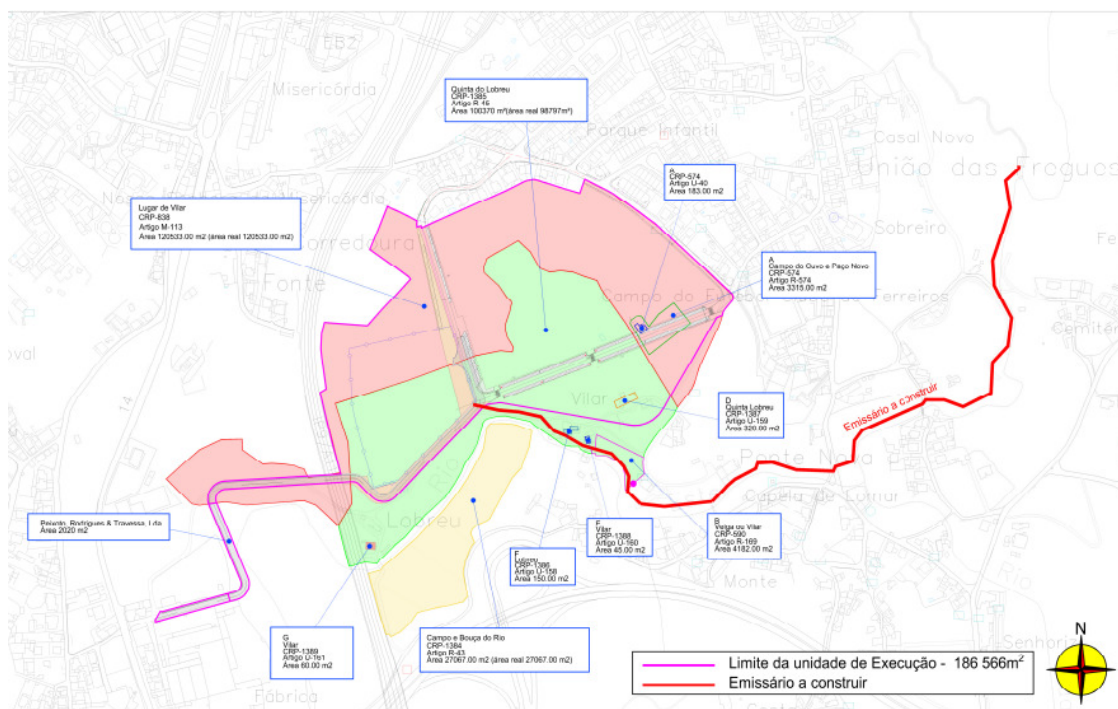 EB2
Misericórdia
Quinta do Lobreu
CRP-1385
Artigo R-46
Área 100370 m²(área real 98797m²)
Parque Infantil
Casal Novo
União das Fregues
A
CRP-574
Artigo U-40
Área 183.00 m2
Lugar de Vilar
CRP-838
Artigo M-113
Área 120533.00 m2 (área real 120533.00 m2)
Misericórdia
Torredoura
Fonte
Sobreiro
A
Campo do Ouvo e Paço Novo
CRP-574
Artigo R-574
Área 3315.00 m2
Campo do
Terreiros
Cemité
oval
14
Vilar
D
Quinta Lobreu
CRP-1387
Artigo U-159
Área 320.00 m2
Emissário a construir
Ponte Nova
Capela de Lomar
Rio
Lobreu
Peixoto, Rodrigues & Travessa, Lda
Área 2020 m2
F
Vilar
CRP-1388
Artigo U-160
Área 45.00 m2
B
Veiga do Vilar
CRP-590
Artigo R-169
Área 4182.00 m2
E
Lobreu
CRP-1386
Artigo U-158
Área 150.00 m2
Monte
G
Vilar
CRP-1389
Artigo U-161
Área 60.00 m2
Campo e Bouça do Rio
CRP-1384
Artigo R-43
Área 27067.00 m2 (área real 27067.00 m2)
Senhoriz
Fábrica
N
Limite da unidade de Execução - 186 566m²
Emissário a construir